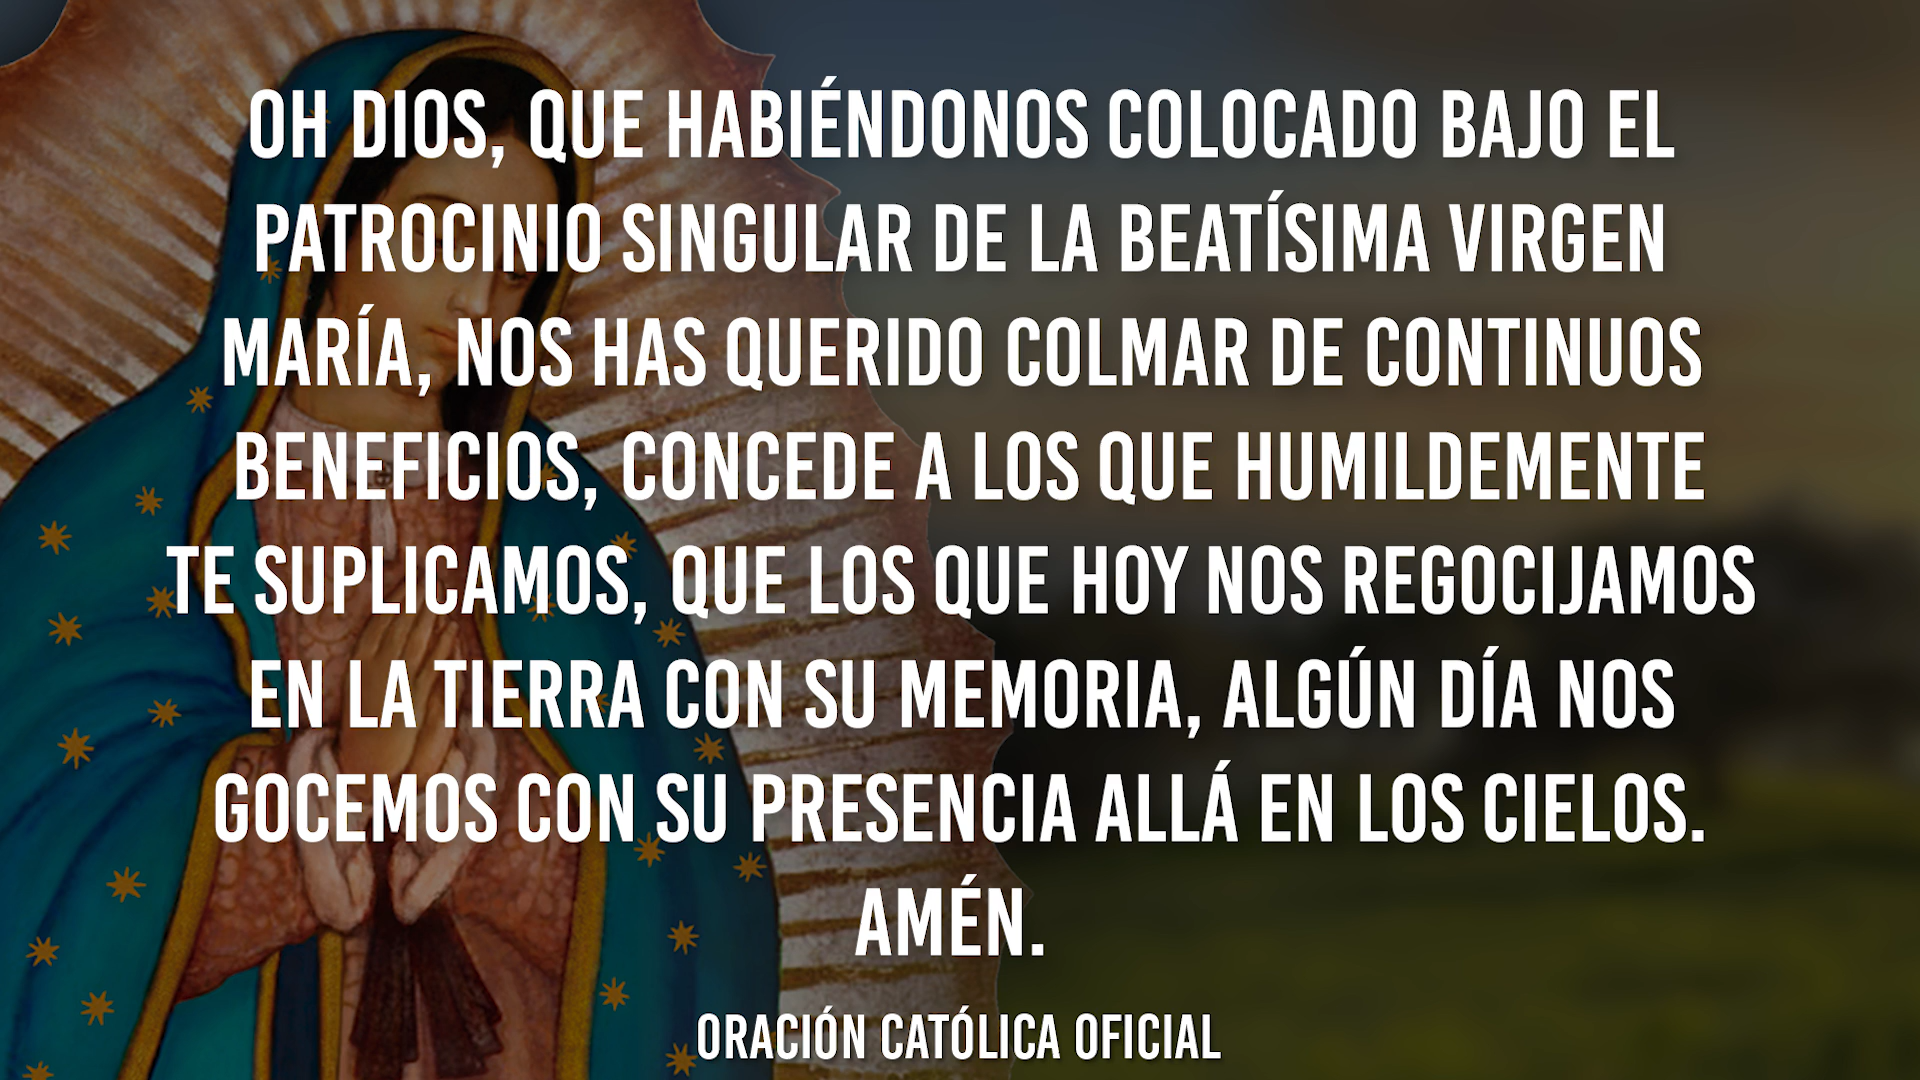 OH DIOS, QUE HABIÉNDONOS COLOCADO BAJO EL
PATROCINIO SINGULAR DE LA BEATÍSIMA VIRGEN
MARÍA, NOS HAS QUERIDO COLMAR DE CONTINUOS
BENEFICIOS, CONCEDE A LOS QUE HUMILDEMENTE
TE SUPLICAMOS, QUE LOS QUE HOY NOS REGOCIJAMOS
EN LA TIERRA CON SU MEMORIA, ALGÚN DÍA NOS
GOCEMOS CON SU PRESENCIA ALLÁ EN LOS CIELOS.
AMÉN.
ORACIÓN CATÓLICA OFICIAL